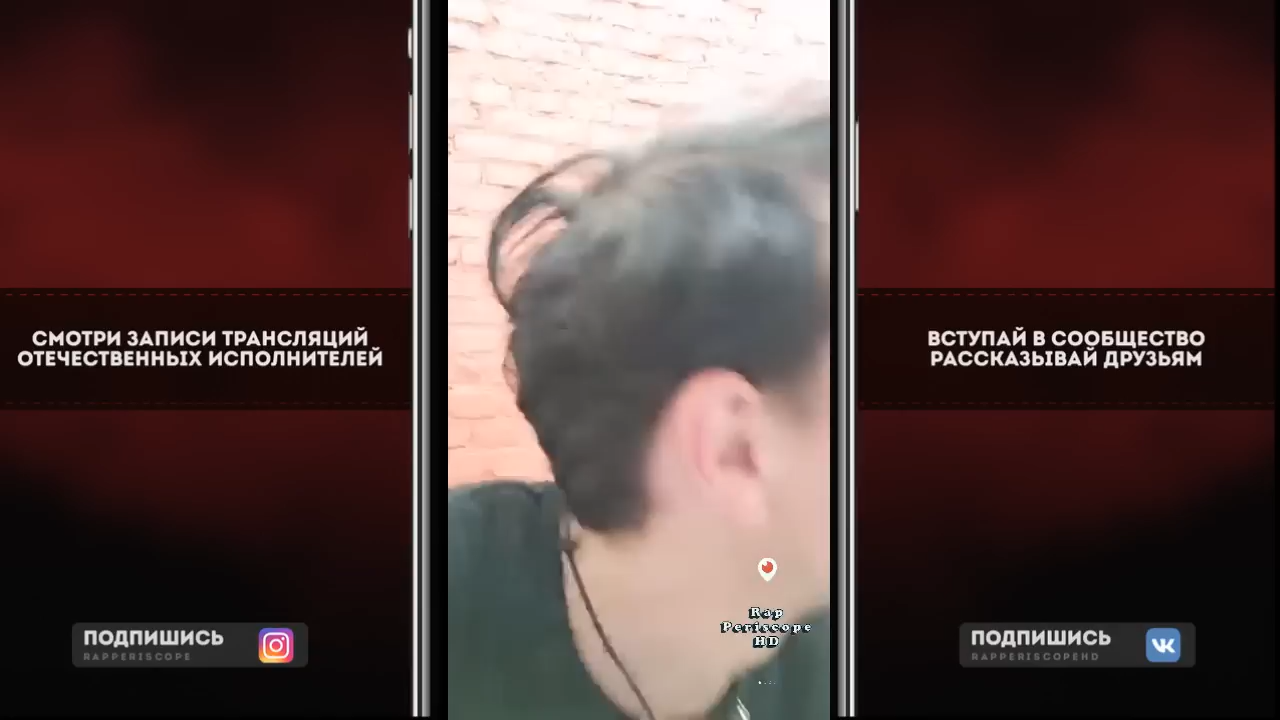 СМОТРИ ЗАПИСИ ТРАНСЛЯЦИЙ
ОТЕЧЕСТВЕННЫХ ИСПОЛНИТЕЛЕЙ
ВСТУПАЙ В СООБЩЕСТВО
РАССКАЗЫВАЙ ДРУЗЬЯМ
Rap
Periscope
HD
ПОДПИШИСЬ
RAPPERISCOPE
ПОДПИШИСЬ
RAPPERISCOPEHD